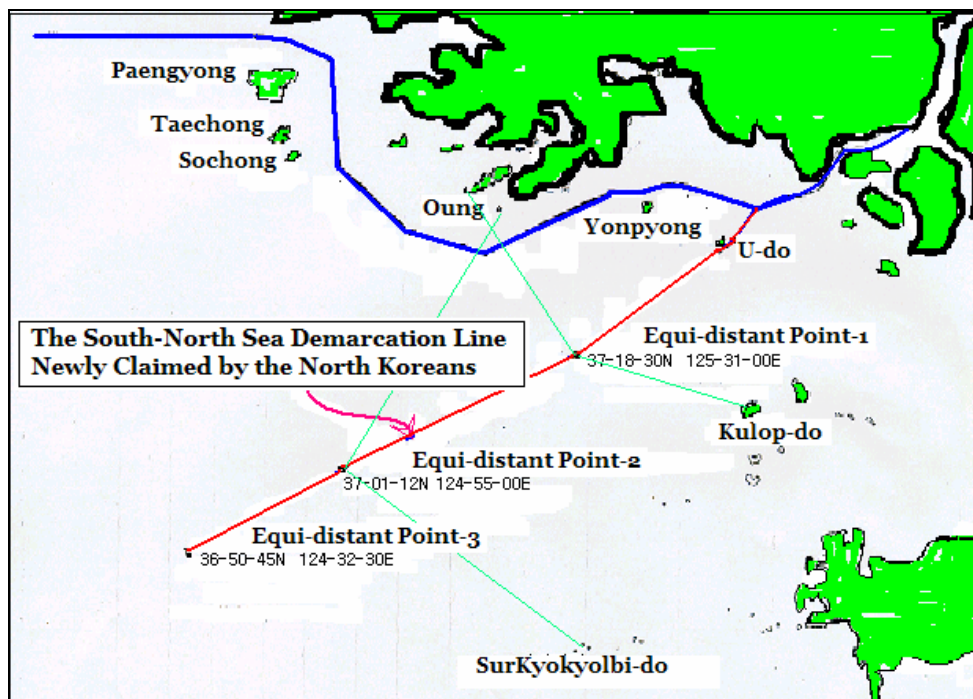 Paengyong
Taechong
Sochong
Oung
Yonpyong
U-do
The South-North Sea Demarcation Line
Newly Claimed by the North Koreans
Equi-distant Point-1
37-18-30N 125-31-00E
Kulop-do
Equi-distant Point-2
37-01-12N 124-55-00E
Equi-distant Point-3
36-50-45N 124-32-30E
SurKyokyolbi-do